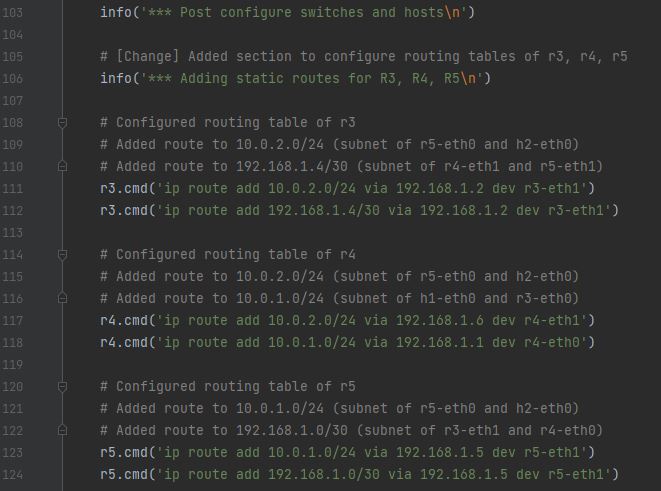 103 info('*** Post configure switches and hosts\n')
104
105 # [Change] Added section to configure routing tables of r3, r4, r5
106 info('*** Adding static routes for R3, R4, R5\n')
107
108 # Configured routing table of r3
109 # Added route to 10.0.2.0/24 (subnet of r5-eth0 and h2-eth0)
110 # Added route to 192.168.1.4/30 (subnet of r4-eth1 and r5-eth1)
111 r3.cmd('ip route add 10.0.2.0/24 via 192.168.1.2 dev r3-eth1')
112 r3.cmd('ip route add 192.168.1.4/30 via 192.168.1.2 dev r3-eth1')
113
114 # Configured routing table of r4
115 # Added route to 10.0.2.0/24 (subnet of r5-eth0 and h2-eth0)
116 # Added route to 10.0.1.0/24 (subnet of h1-eth0 and r3-eth0)
117 r4.cmd('ip route add 10.0.2.0/24 via 192.168.1.6 dev r4-eth1')
118 r4.cmd('ip route add 10.0.1.0/24 via 192.168.1.1 dev r4-eth0')
119
120 # Configured routing table of r5
121 # Added route to 10.0.1.0/24 (subnet of r5-eth0 and h2-eth0)
122 # Added route to 192.168.1.0/30 (subnet of r3-eth1 and r4-eth0)
123 r5.cmd('ip route add 10.0.1.0/24 via 192.168.1.5 dev r5-eth1')
124 r5.cmd('ip route add 192.168.1.0/30 via 192.168.1.5 dev r5-eth1')